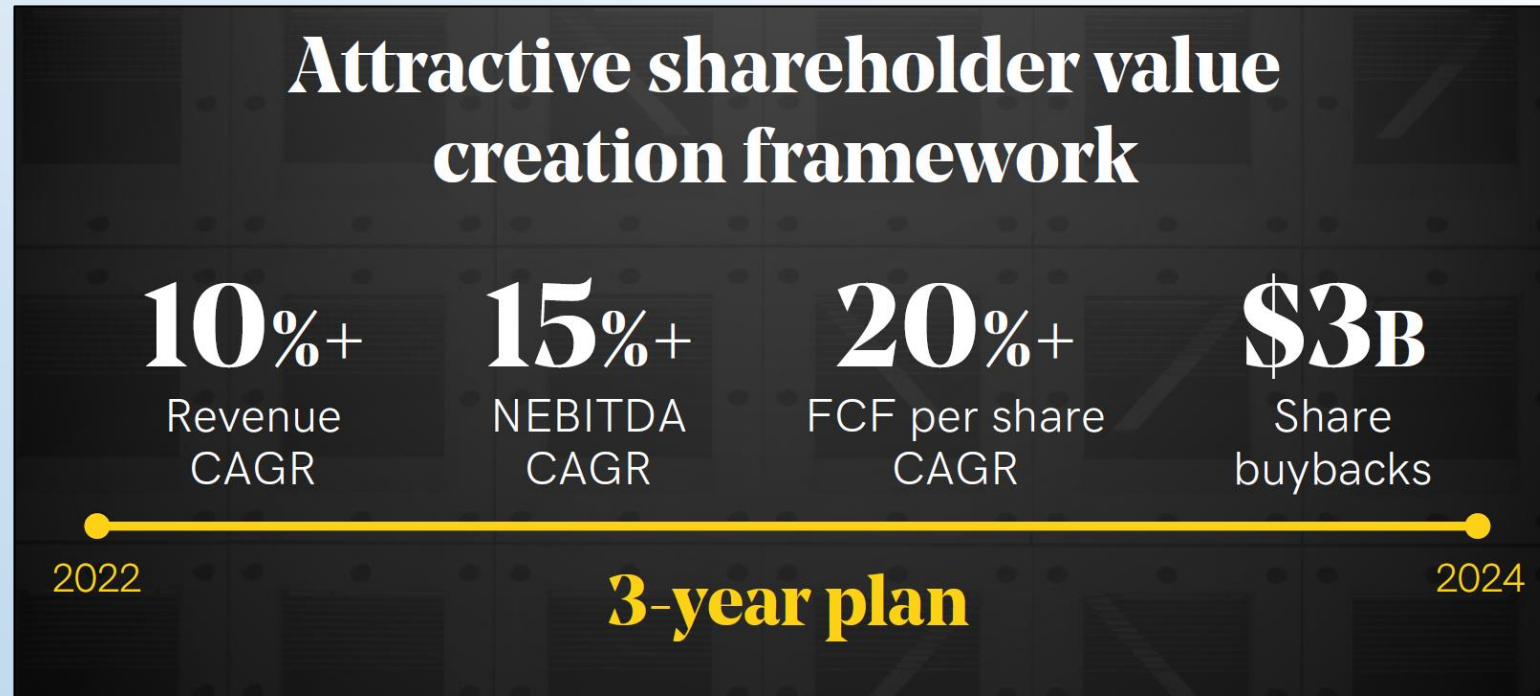 Attractive shareholder value
creation framework
10%+
Revenue
CAGR
15%+
NEBITDA
CAGR
20%+
FCF per share
CAGR
$3B
Share
buybacks
2022
3-year plan
2024